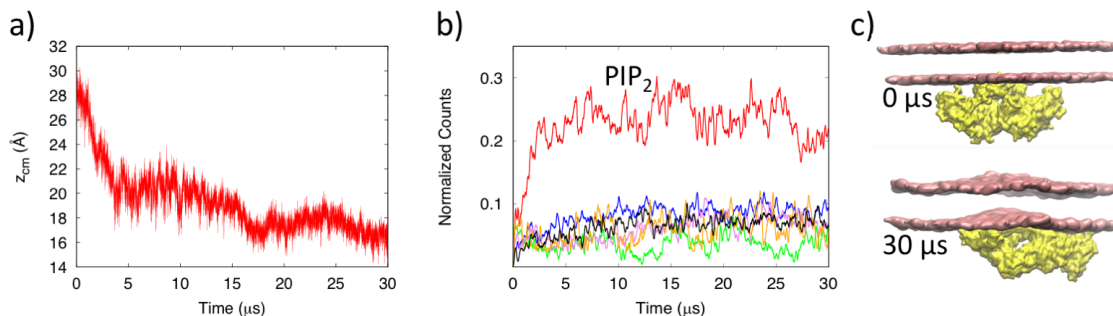 a)
32
30
28
26
24
22
20
18
16
14
z_cm (Å)
0 5 10 15 20 25 30
Time (μs)
b)
0.3
0.2
0.1
Normalized Counts
PIP₂
0 5 10 15 20 25 30
Time (μs)
c)
0 μs
30 μs